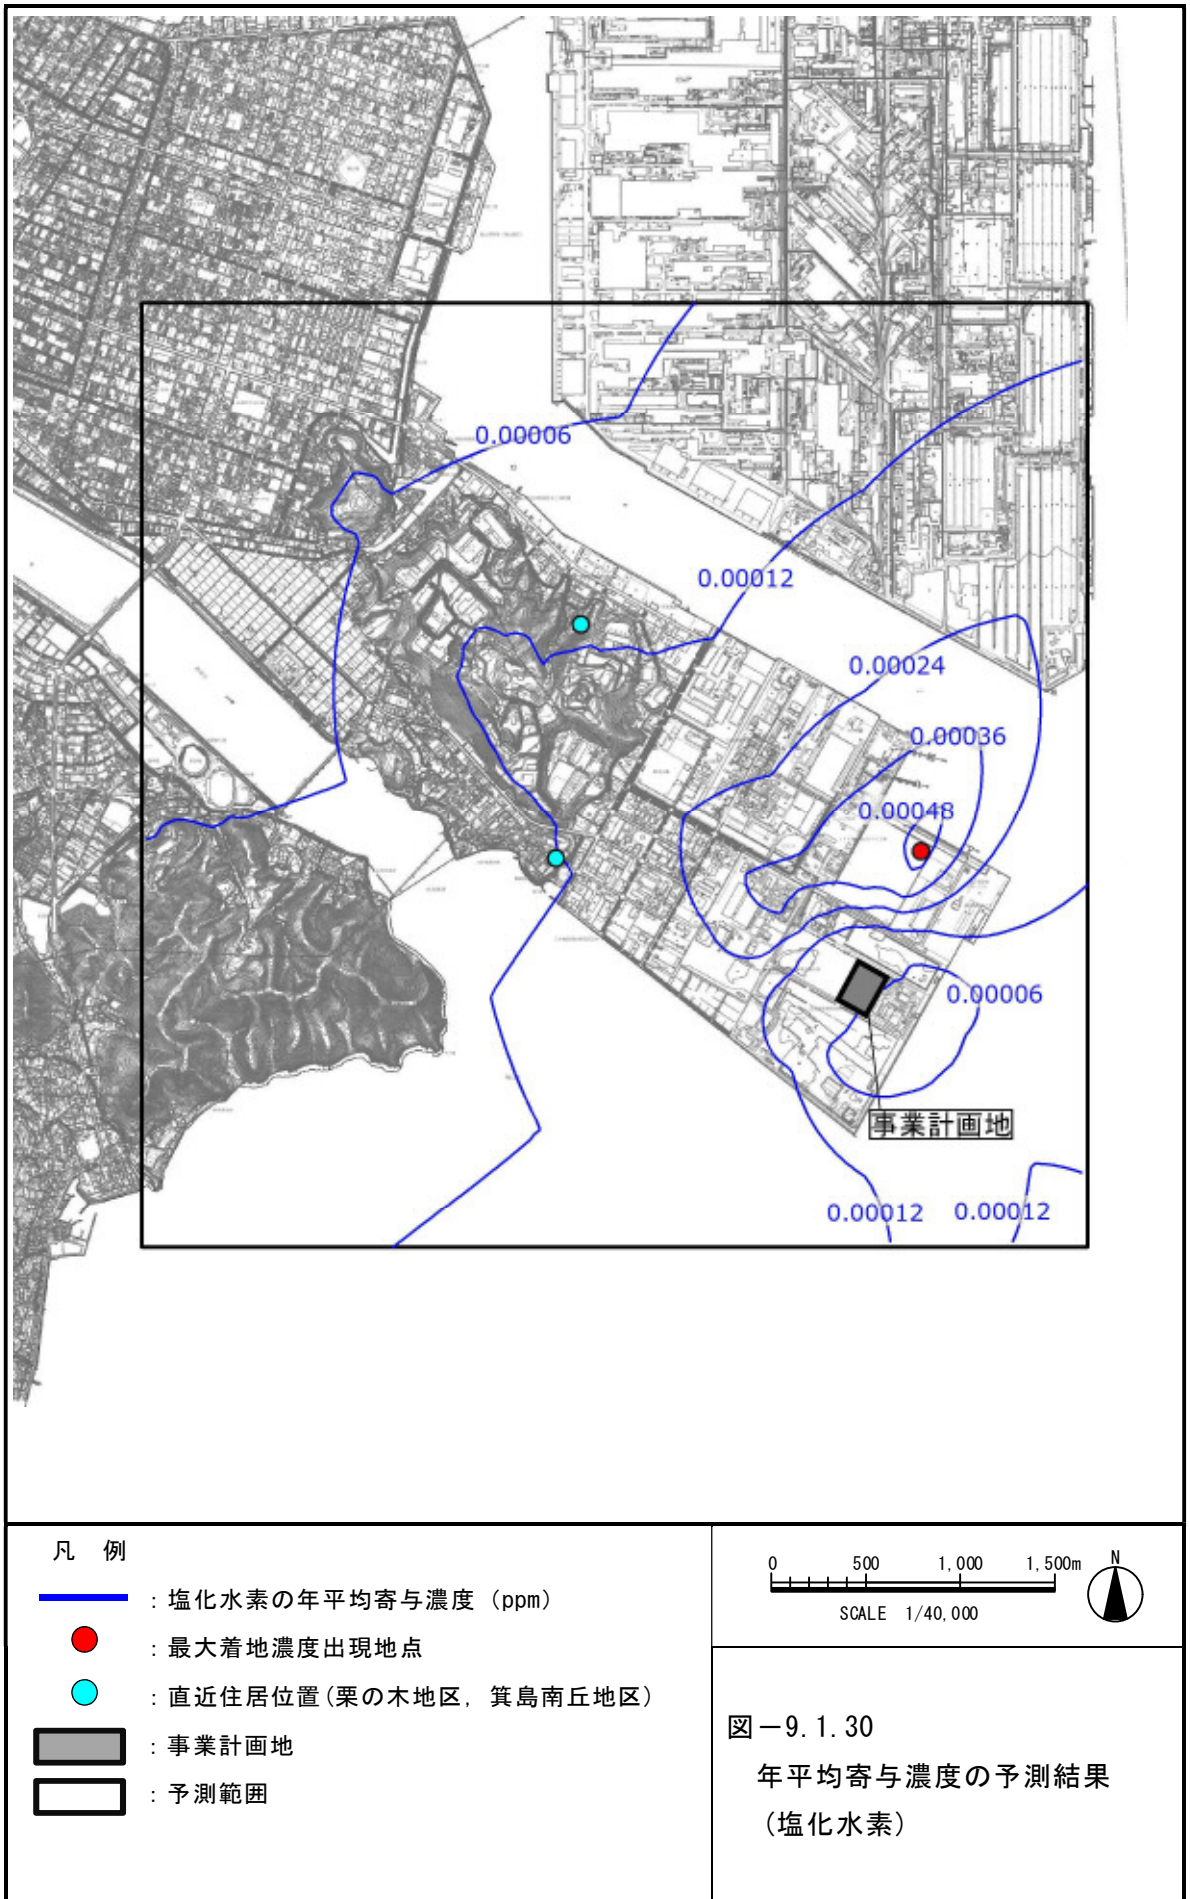 0.00006
0.00012
0.00024
0.00036
0.00048
0.00006
事業計画地
0.00012
0.00012
凡 例
：塩化水素の年平均寄与濃度（ppm）
：最大着地濃度出現地点
：直近住居位置（栗の木地区，箕島南丘地区）
：事業計画地
：予測範囲
0 500 1,000 1,500m
N
SCALE 1/40,000
図－9.1.30
年平均寄与濃度の予測結果
（塩化水素）